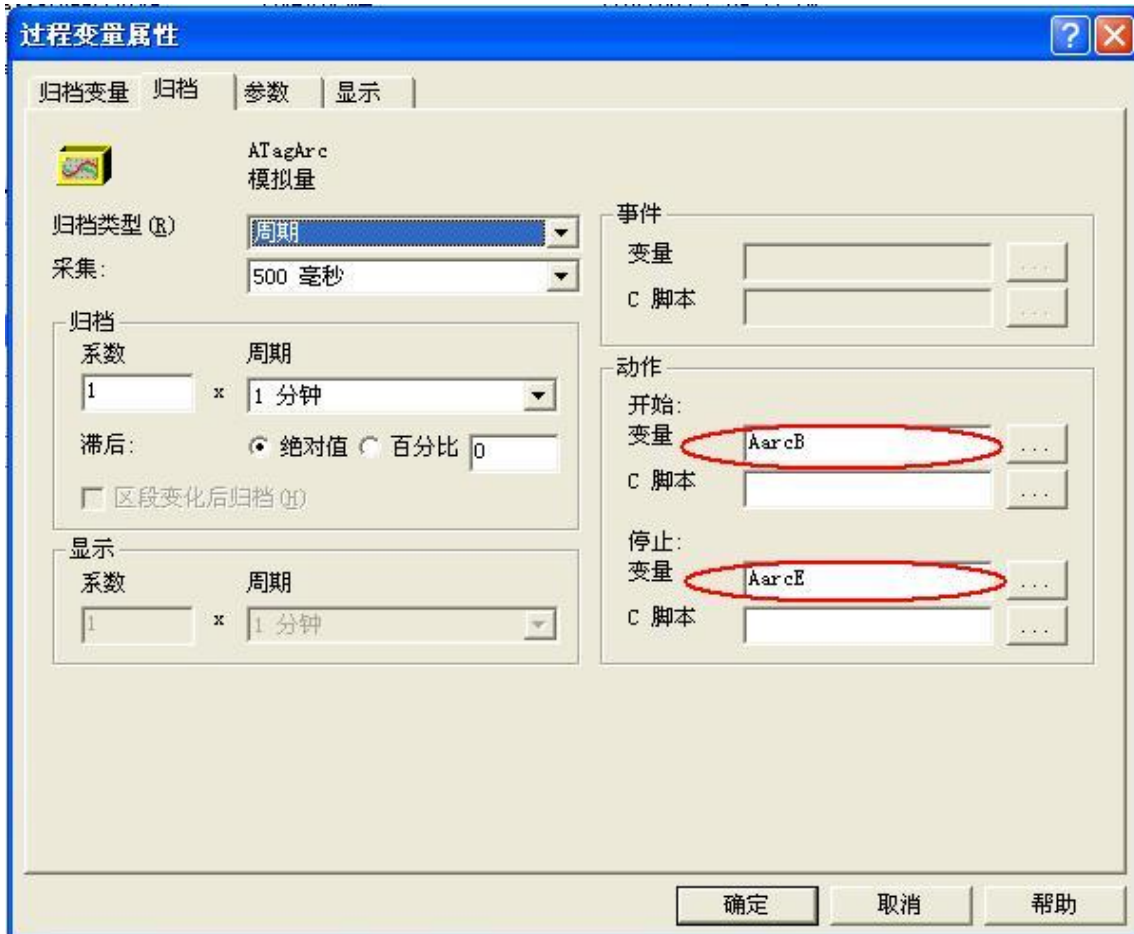 过程变量属性
归档变量 归档 参数 显示
ATagArc
模拟量
归档类型(R) 周期
采集: 500 毫秒
归档
系数 周期
1 x 1 分钟
滞后: 绝对值 百分比 0
区段变化后归档(H)
显示
系数 周期
1 x 1 分钟
事件
变量 ...
C 脚本 ...
动作
开始:
变量 AarcB ...
C 脚本 ...
停止:
变量 AarcE ...
C 脚本 ...
确定 取消 帮助